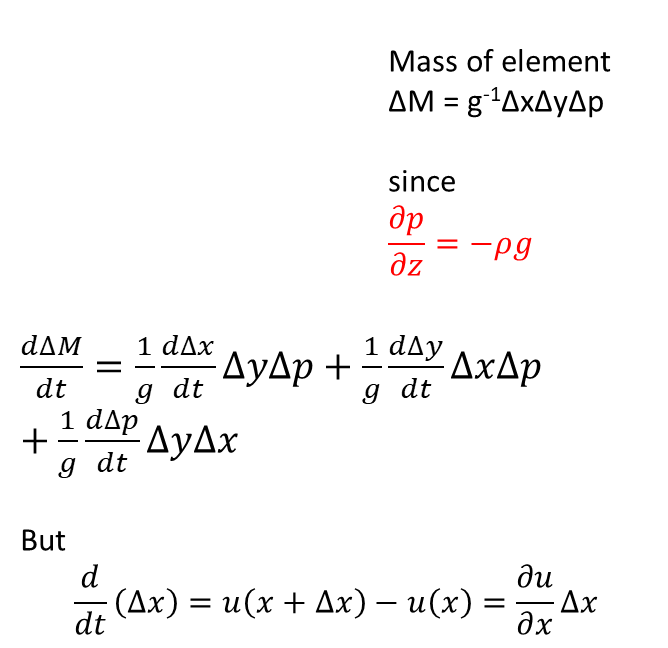 Mass of element
ΔM = g⁻¹ΔxΔyΔp
since
∂p/∂z = −ρg
dΔM/dt = 1/g dΔx/dt ΔyΔp + 1/g dΔy/dt ΔxΔp
+ 1/g dΔp/dt ΔyΔx
But
d/dt (Δx) = u(x + Δx) − u(x) = ∂u/∂x Δx